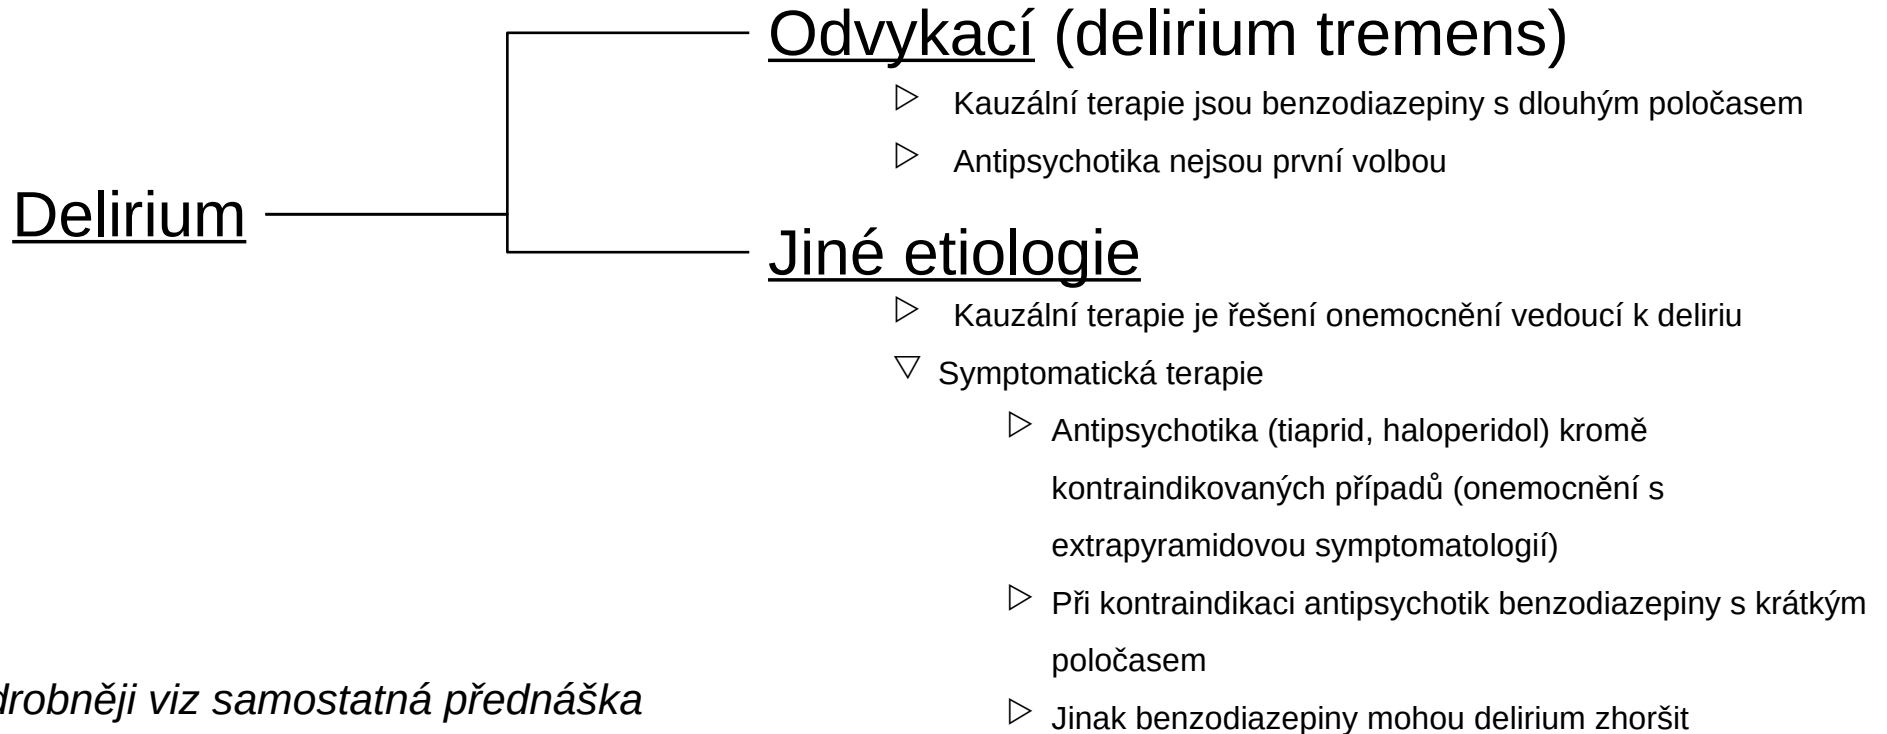 Odvykací (delirium tremens)
Kauzální terapie jsou benzodiazepiny s dlouhým poločasem
Antipsychotika nejsou první volbou
Delirium
Jiné etiologie
Kauzální terapie je řešení onemocnění vedoucí k deliriu
Symptomatická terapie
Antipsychotika (tiaprid, haloperidol) kromě
kontraindikovaných případů (onemocnění s
extrapyramidovou symptomatologií)
Při kontraindikaci antipsychotik benzodiazepiny s krátkým
poločasem
Jinak benzodiazepiny mohou delirium zhoršit
drobněji viz samostatná přednáška